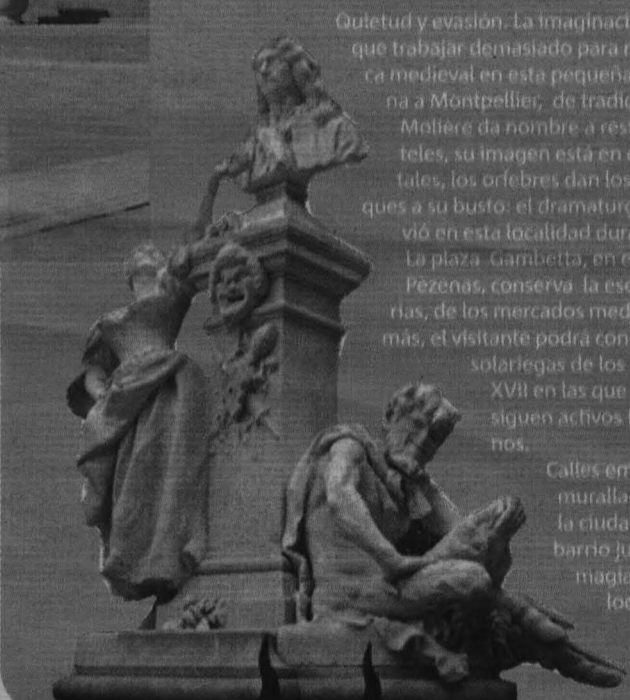 Quietud y evasión. La imaginaci
que trabajar demasiado para r
ca medieval en esta pequeña
na a Montpellier, de tradic
Molière da nombre a res
teles, su imagen está en
tales, los orfebres dan los
ques a su busto: el dramaturg
vió en esta localidad dura
La plaza Gambetta, en e
Pézenas, conserva la ese
rías, de los mercados med
más, el visitante podrá con
solariegas de los
XVII en las que
siguen activos
nos.
Calles em
muralla
la ciuda
barrio ju
magia
loc